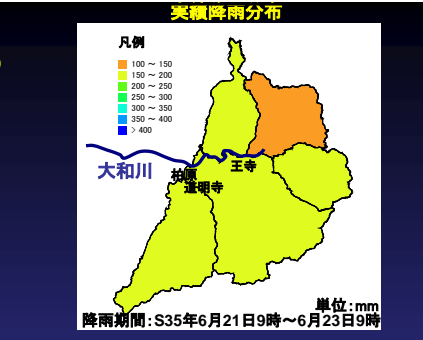 実績降雨分布
凡例
100 ～ 150
150 ～ 200
200 ～ 250
250 ～ 300
300 ～ 350
350 ～ 400
> 400
大和川
王寺
柏原
道明寺
単位:mm
降雨期間:S35年6月21日9時～6月23日9時